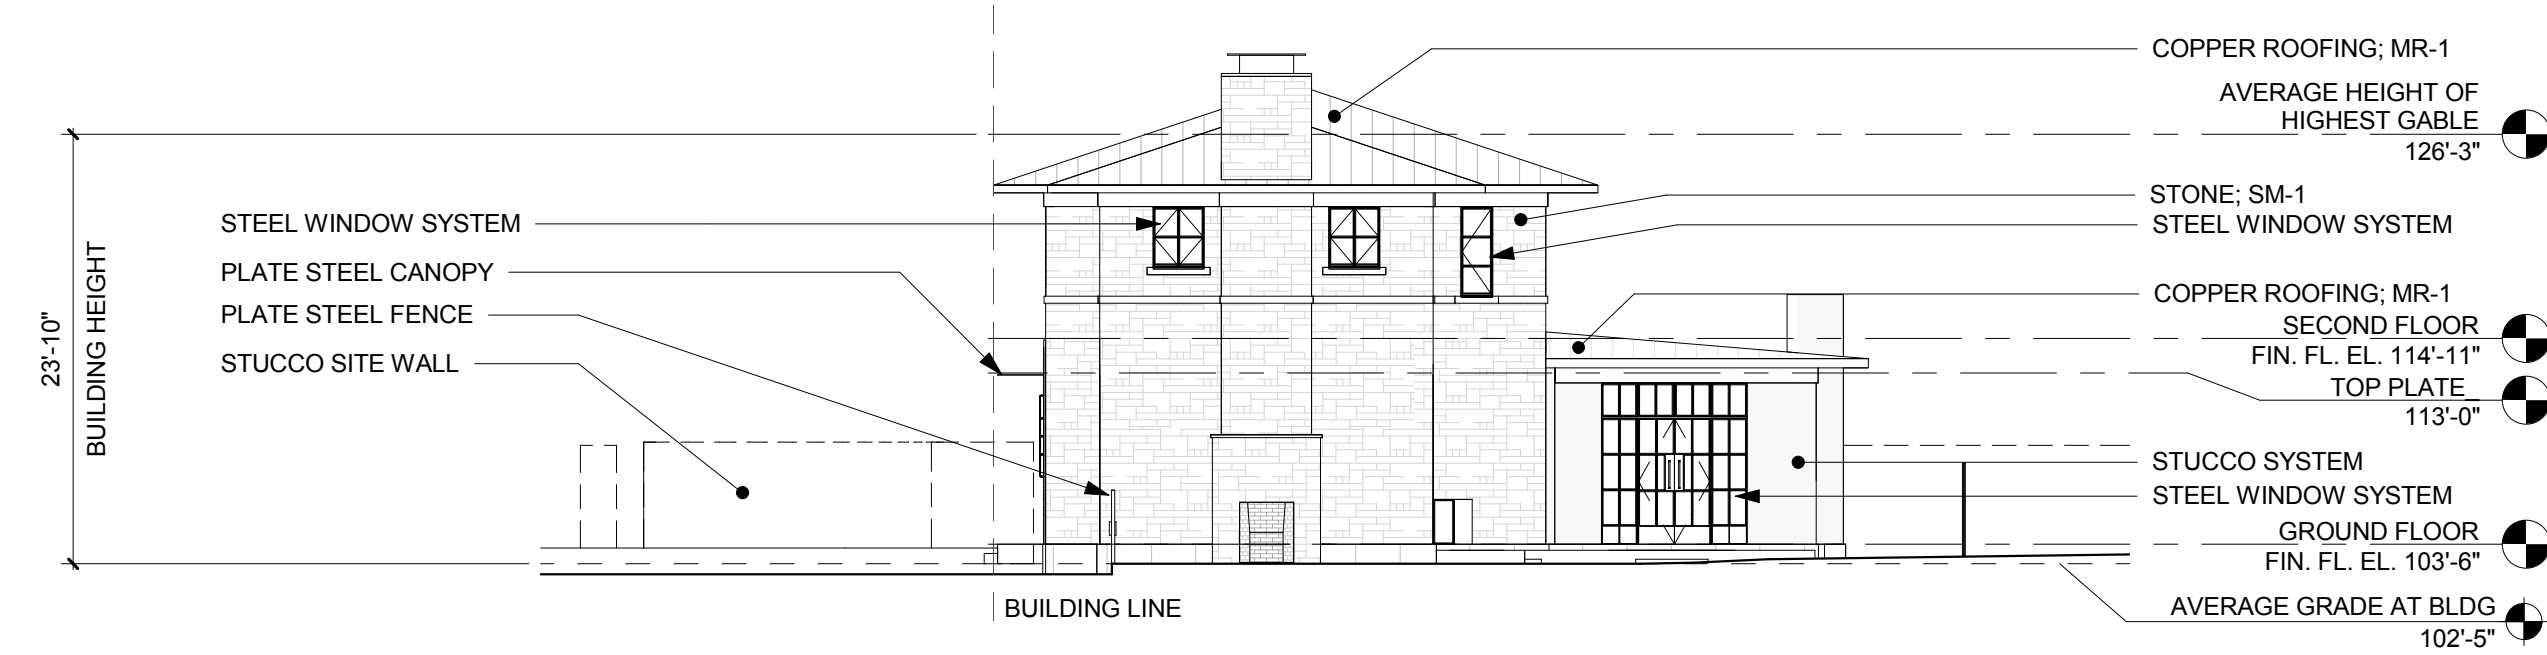 COPPER ROOFING; MR-1
AVERAGE HEIGHT OF
HIGHEST GABLE
126'-3"
STONE; SM-1
STEEL WINDOW SYSTEM
STEEL WINDOW SYSTEM
PLATE STEEL CANOPY
PLATE STEEL FENCE
STUCCO SITE WALL
23'-10"
BUILDING HEIGHT
COPPER ROOFING; MR-1
SECOND FLOOR
FIN. FL. EL. 114'-11"
TOP PLATE
113'-0"
STUCCO SYSTEM
STEEL WINDOW SYSTEM
GROUND FLOOR
FIN. FL. EL. 103'-6"
BUILDING LINE
AVERAGE GRADE AT BLDG
102'-5"